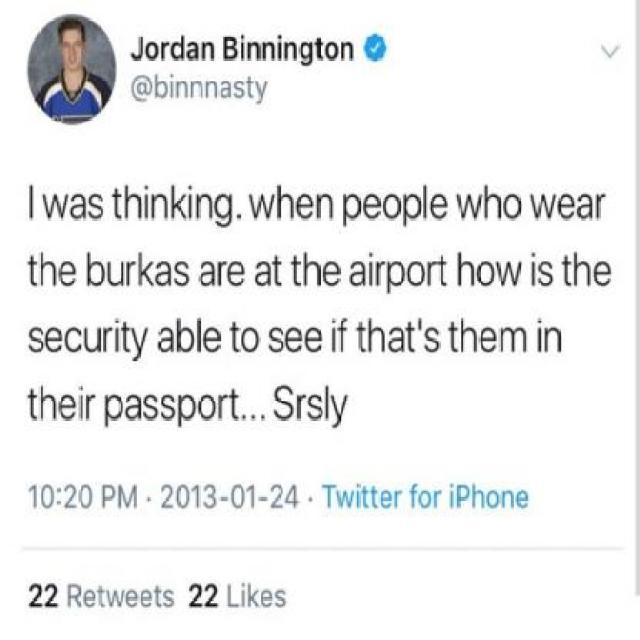 Jordan Binnington
@binnnasty
I was thinking. when people who wear
the burkas are at the airport how is the
security able to see if that's them in
their passport... Srsly
10:20 PM · 2013-01-24 · Twitter for iPhone
22 Retweets 22 Likes